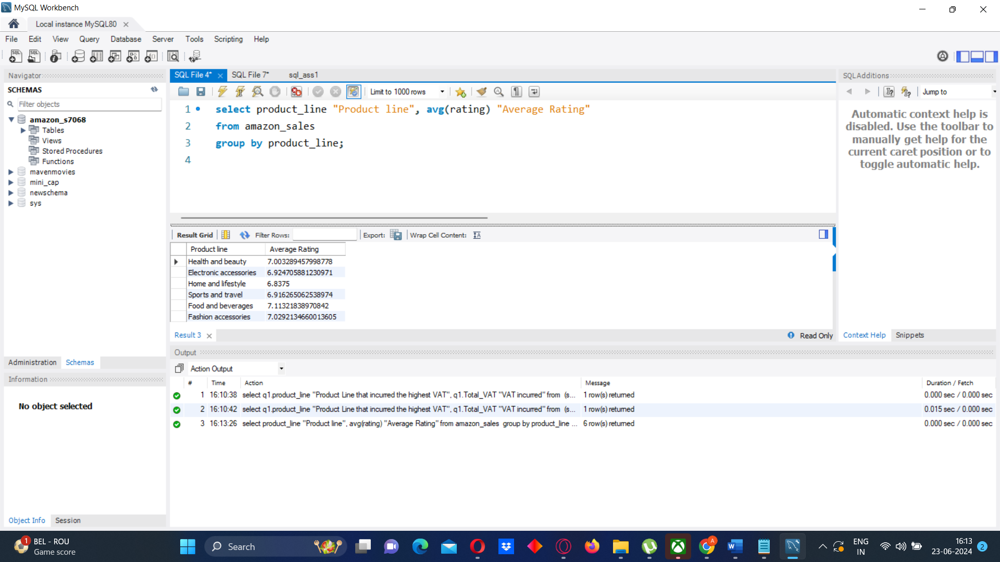 MySQL Workbench
Local instance MySQL80
File Edit View Query Database Server Tools Scripting Help
Navigator
SCHEMAS
Filter objects
amazon_s7068
Tables
Views
Stored Procedures
Functions
mavenmovies
mini_cap
newschema
sys
Administration Schemas
Information
No object selected
Object Info Session
SQL File 4* SQL File 7* sql_ass1
Limit to 1000 rows
1 select product_line "Product line", avg(rating) "Average Rating"
2 from amazon_sales
3 group by product_line;
4
Result Grid Filter Rows: Export: Wrap Cell Content:
Product line Average Rating
Health and beauty 7.003289457998778
Electronic accessories 6.924705881230971
Home and lifestyle 6.8375
Sports and travel 6.916265062538974
Food and beverages 7.11321838970842
Fashion accessories 7.0292134660013605
Result 3 Read Only
SQLAdditions
Jump to
Automatic context help is
disabled. Use the toolbar to
manually get help for the
current caret position or to
toggle automatic help.
Context Help Snippets
Output
Action Output
# Time Action Message Duration / Fetch
1 16:10:38 select q1.product_line "Product Line that incurred the highest VAT", q1.Total_VAT "VAT incurred" from (s... 1 row(s) returned 0.000 sec / 0.000 sec
2 16:10:42 select q1.product_line "Product Line that incurred the highest VAT", q1.Total_VAT "VAT incurred" from (s... 1 row(s) returned 0.015 sec / 0.000 sec
3 16:13:26 select product_line "Product line", avg(rating) "Average Rating" from amazon_sales group by product_line ... 6 row(s) returned 0.000 sec / 0.000 sec
1
BEL - ROU
Game score
Search
A
ENG
IN
16:13
23-06-2024
2